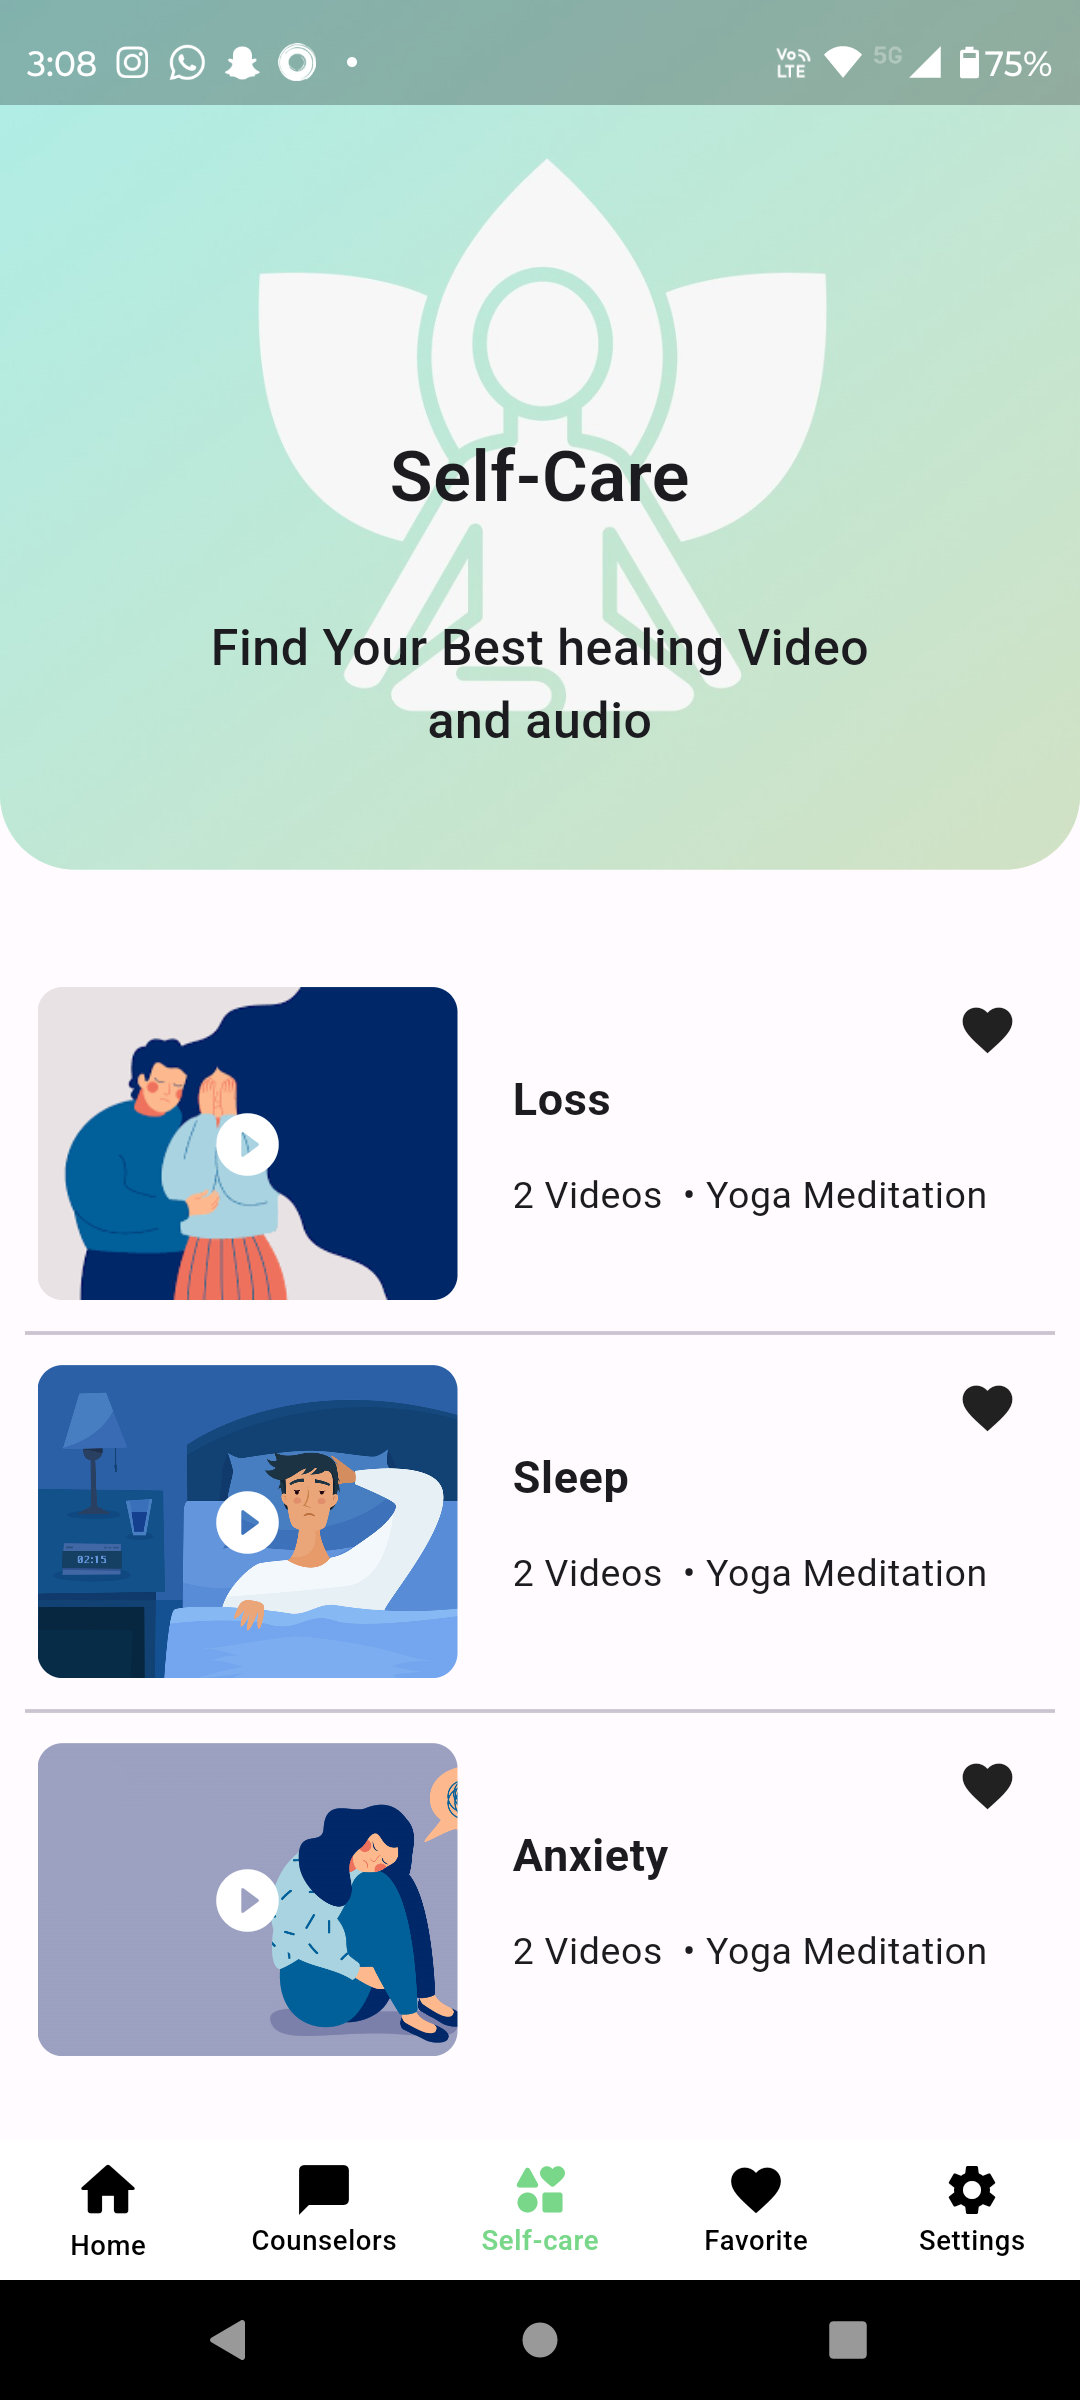 3:08
Vo LTE 5G 75%
Self-Care
Find Your Best healing Video
and audio
Loss
2 Videos • Yoga Meditation
02:15
Sleep
2 Videos • Yoga Meditation
Anxiety
2 Videos • Yoga Meditation
Home Counselors Self-care Favorite Settings